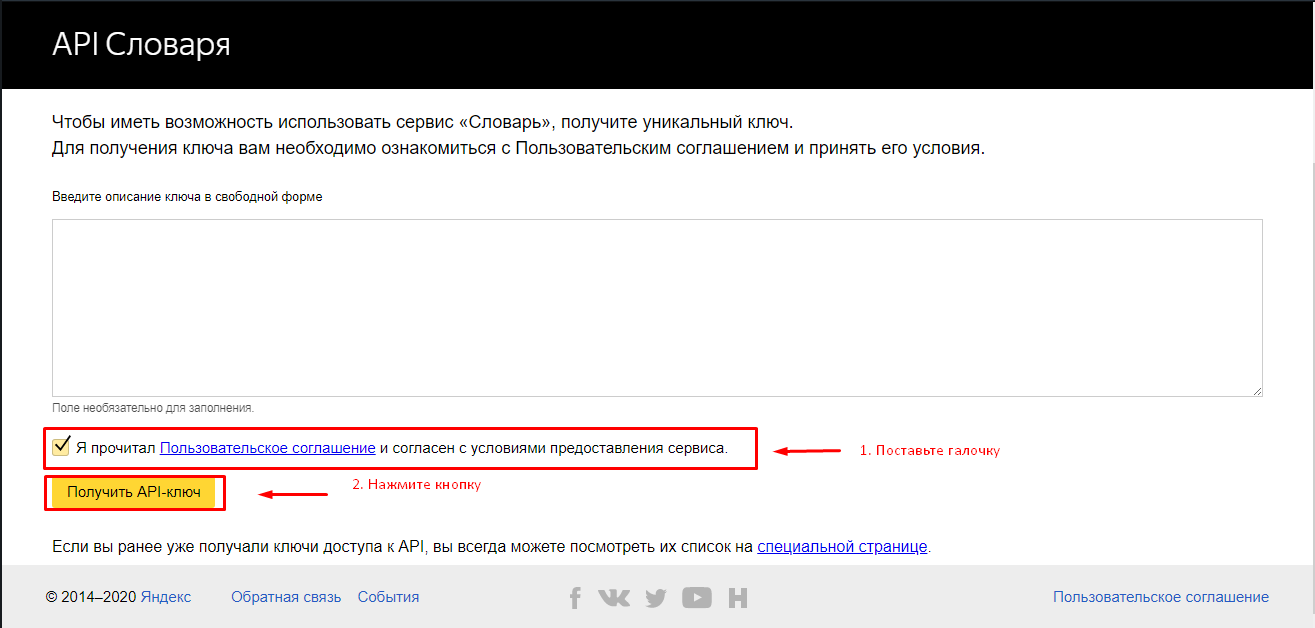 API Словаря
Чтобы иметь возможность использовать сервис «Словарь», получите уникальный ключ.
Для получения ключа вам необходимо ознакомиться с Пользовательским соглашением и принять его условия.
Введите описание ключа в свободной форме
Поле необязательно для заполнения.
Я прочитал Пользовательское соглашение и согласен с условиями предоставления сервиса.
1. Поставьте галочку
Получить API-ключ
2. Нажмите кнопку
Если вы ранее уже получали ключи доступа к API, вы всегда можете посмотреть их список на специальной странице.
© 2014–2020 Яндекс Обратная связь События Пользовательское соглашение